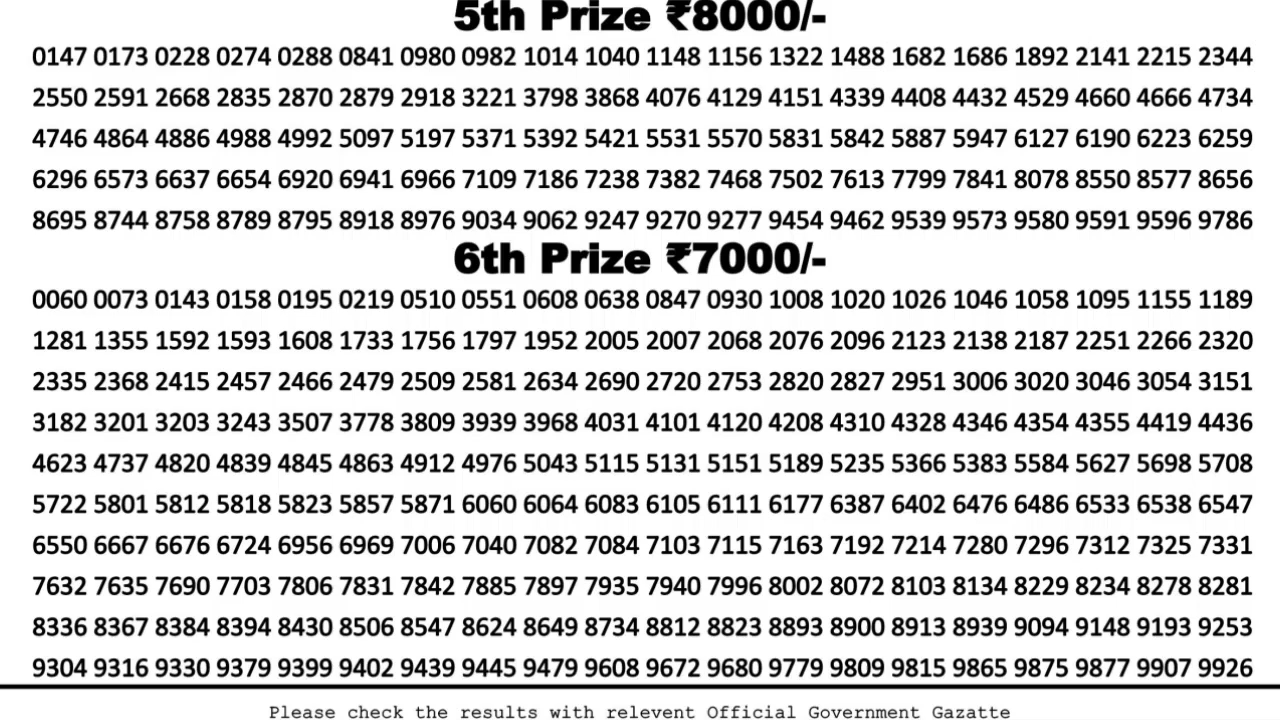 5th Prize ₹8000/-
0147 0173 0228 0274 0288 0841 0980 0982 1014 1040 1148 1156 1322 1488 1682 1686 1892 2141 2215 2344
2550 2591 2668 2835 2870 2879 2918 3221 3798 3868 4076 4129 4151 4339 4408 4432 4529 4660 4666 4734
4746 4864 4886 4988 4992 5097 5197 5371 5392 5421 5531 5570 5831 5842 5887 5947 6127 6190 6223 6259
6296 6573 6637 6654 6920 6941 6966 7109 7186 7238 7382 7468 7502 7613 7799 7841 8078 8550 8577 8656
8695 8744 8758 8789 8795 8918 8976 9034 9062 9247 9270 9277 9454 9462 9539 9573 9580 9591 9596 9786
6th Prize ₹7000/-
0060 0073 0143 0158 0195 0219 0510 0551 0608 0638 0847 0930 1008 1020 1026 1046 1058 1095 1155 1189
1281 1355 1592 1593 1608 1733 1756 1797 1952 2005 2007 2068 2076 2096 2123 2138 2187 2251 2266 2320
2335 2368 2415 2457 2466 2479 2509 2581 2634 2690 2720 2753 2820 2827 2951 3006 3020 3046 3054 3151
3182 3201 3203 3243 3507 3778 3809 3939 3968 4031 4101 4120 4208 4310 4328 4346 4354 4355 4419 4436
4623 4737 4820 4839 4845 4863 4912 4976 5043 5115 5131 5151 5189 5235 5366 5383 5584 5627 5698 5708
5722 5801 5812 5818 5823 5857 5871 6060 6064 6083 6105 6111 6177 6387 6402 6476 6486 6533 6538 6547
6550 6667 6676 6724 6956 6969 7006 7040 7082 7084 7103 7115 7163 7192 7214 7280 7296 7312 7325 7331
7632 7635 7690 7703 7806 7831 7842 7885 7897 7935 7940 7996 8002 8072 8103 8134 8229 8234 8278 8281
8336 8367 8384 8394 8430 8506 8547 8624 8649 8734 8812 8823 8893 8900 8913 8939 9094 9148 9193 9253
9304 9316 9330 9379 9399 9402 9439 9445 9479 9608 9672 9680 9779 9809 9815 9865 9875 9877 9907 9926
Please check the results with relevent Official Government Gazatte